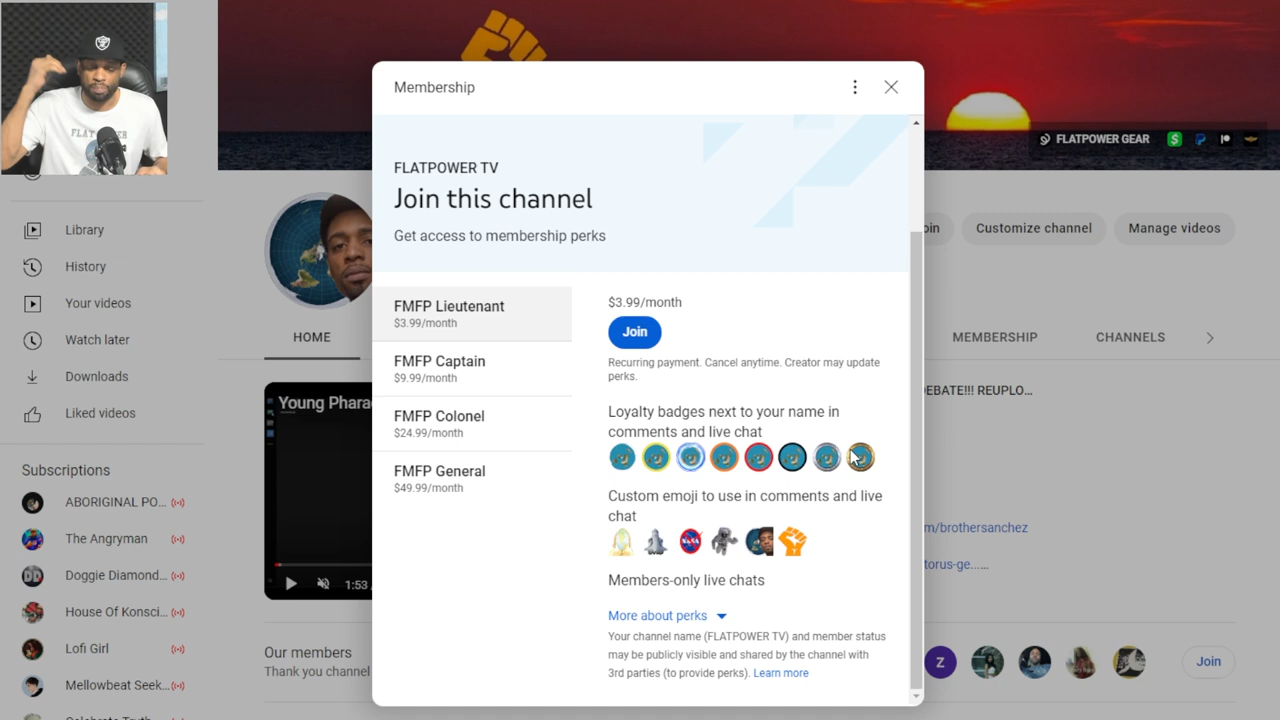 FLATPOWER GEAR
Library
History
Your videos
Watch later
Downloads
Liked videos
Subscriptions
ABORIGINAL PO...
The Angryman
Doggie Diamond...
House Of Konsci...
Lofi Girl
Mellowbeat Seek...
Customize channel
Manage videos
HOME
MEMBERSHIP
CHANNELS
Membership
FLATPOWER TV
Join this channel
Get access to membership perks
FMFP Lieutenant
$3.99/month
FMFP Captain
$9.99/month
FMFP Colonel
$24.99/month
FMFP General
$49.99/month
$3.99/month
Join
Recurring payment. Cancel anytime. Creator may update
perks.
Loyalty badges next to your name in
comments and live chat
Custom emoji to use in comments and live
chat
NASA
Members-only live chats
More about perks
Your channel name (FLATPOWER TV) and member status
may be publicly visible and shared by the channel with
3rd parties (to provide perks). Learn more
Young Phara
1:53
EBATE!!! REUPLO...
m/brothersanchez
torus-ge......
Our members
Thank you channel
Z
Join